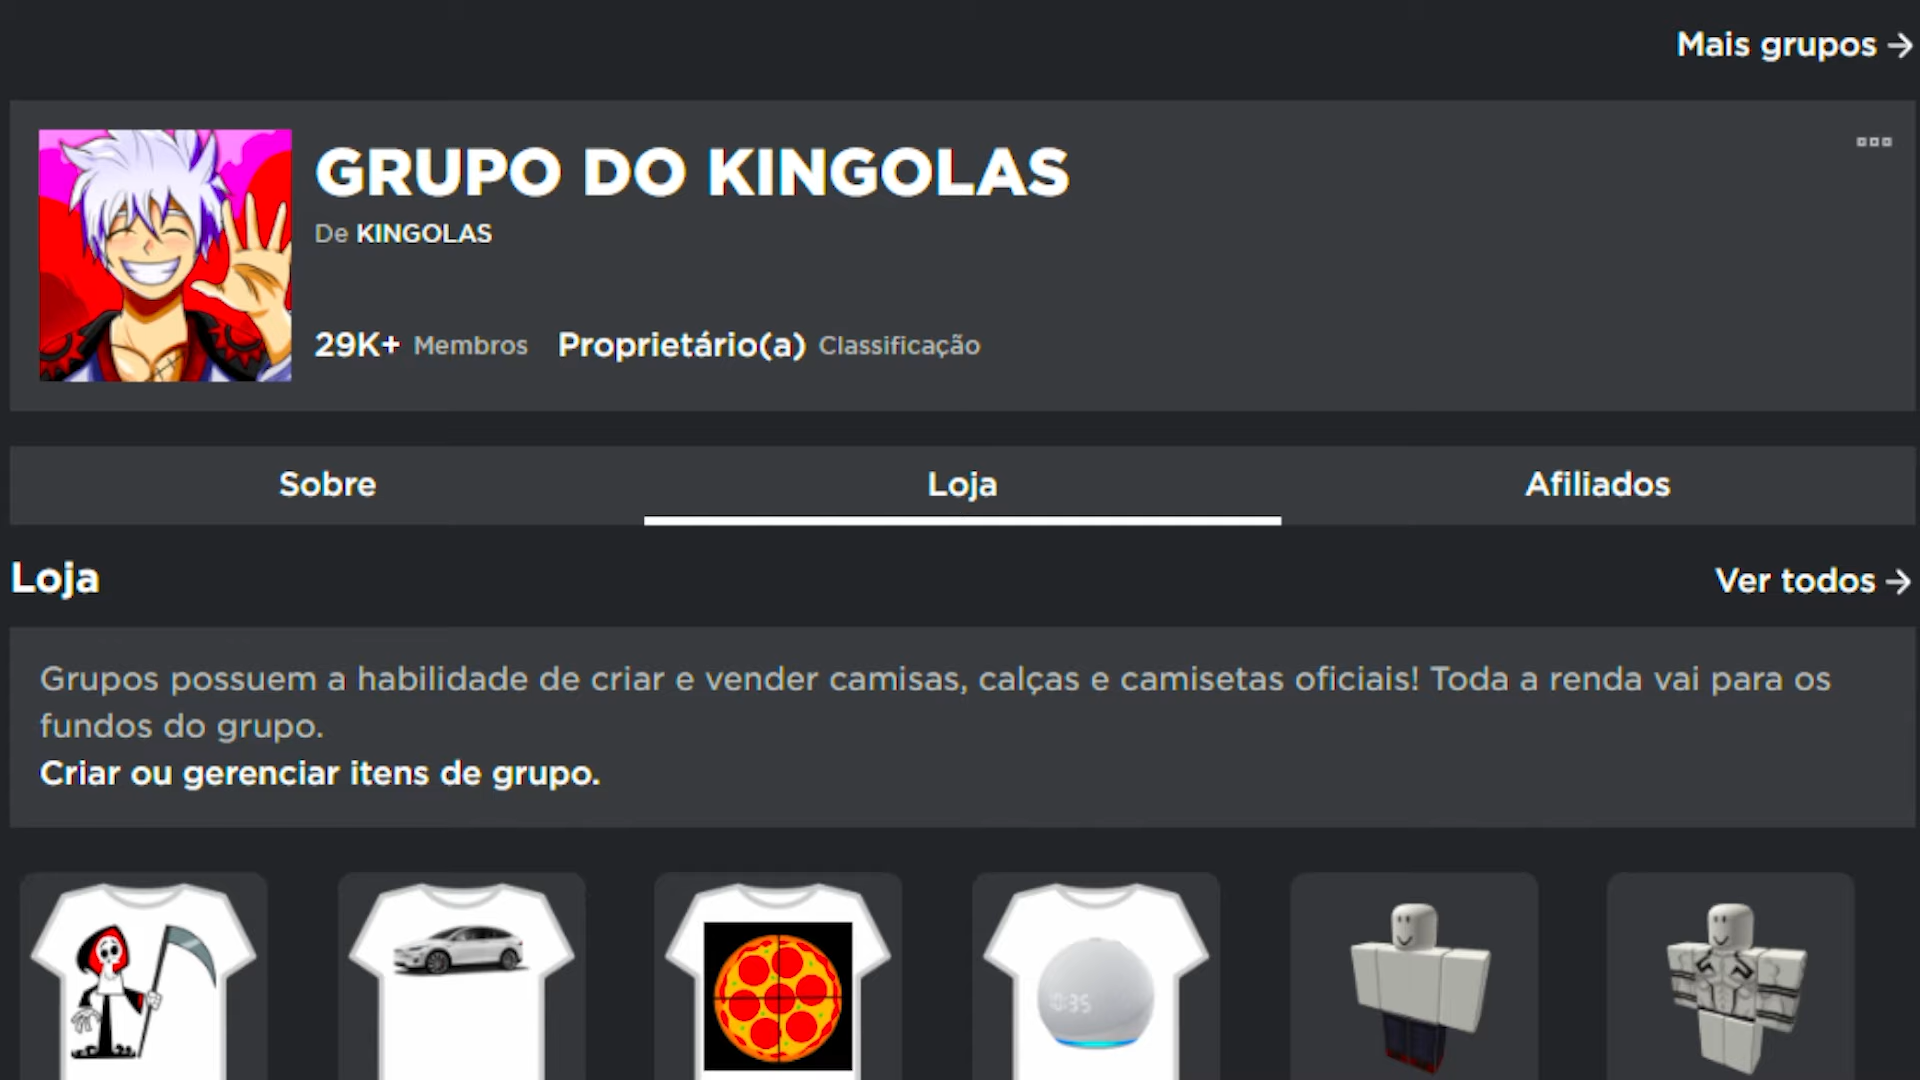 Mais grupos
GRUPO DO KINGOLAS
De KINGOLAS
29K+ Membros Proprietário(a) Classificação
Sobre Loja Afiliados
Loja
Ver todos
Grupos possuem a habilidade de criar e vender camisas, calças e camisetas oficiais! Toda a renda vai para os
fundos do grupo.
Criar ou gerenciar itens de grupo.